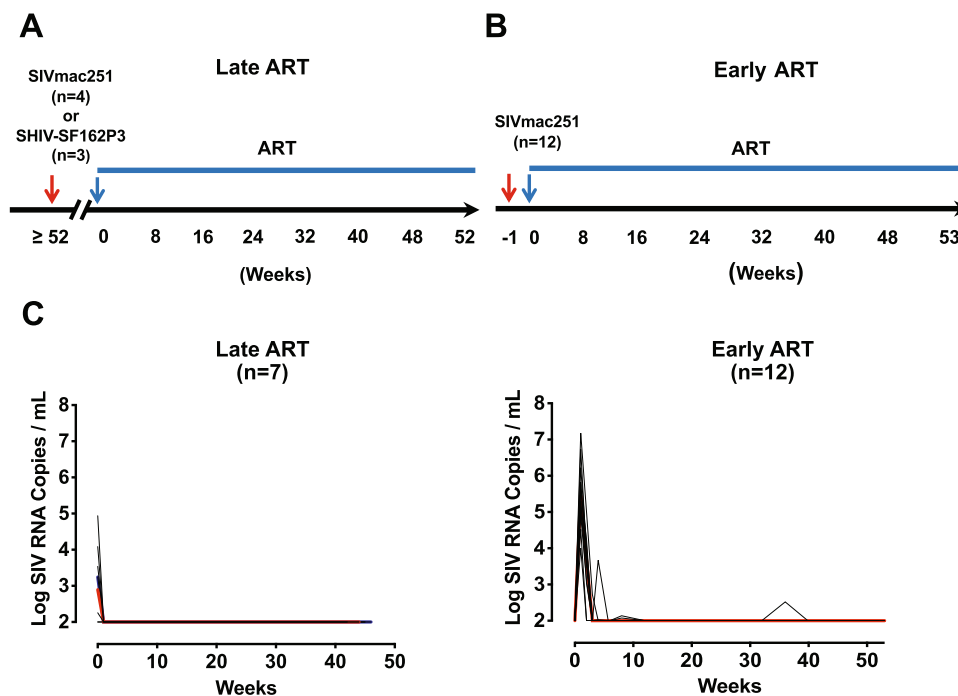 A
Late ART
SIVmac251
(n=4)
or
SHIV-SF162P3
(n=3)
ART
≥ 52 0 8 16 24 32 40 48 52
(Weeks)
B
Early ART
SIVmac251
(n=12)
ART
-1 0 8 16 24 32 40 48 53
(Weeks)
C
Late ART
(n=7)
Log SIV RNA Copies / mL
8
7
6
5
4
3
2
0 10 20 30 40 50
Weeks
Early ART
(n=12)
Log SIV RNA Copies / mL
8
7
6
5
4
3
2
0 10 20 30 40 50
Weeks